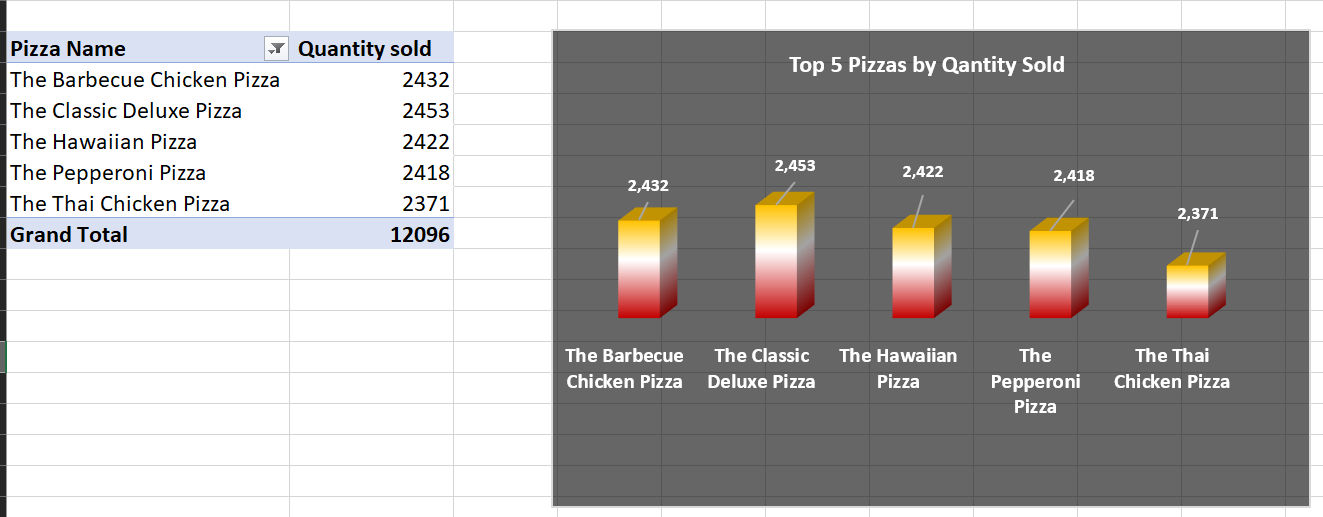 Pizza Name Quantity sold
The Barbecue Chicken Pizza 2432
The Classic Deluxe Pizza 2453
The Hawaiian Pizza 2422
The Pepperoni Pizza 2418
The Thai Chicken Pizza 2371
Grand Total 12096
Top 5 Pizzas by Qantity Sold
2,432 2,453 2,422 2,418 2,371
The Barbecue The Classic The Hawaiian The The Thai
Chicken Pizza Deluxe Pizza Pizza Pepperoni Chicken Pizza
Pizza